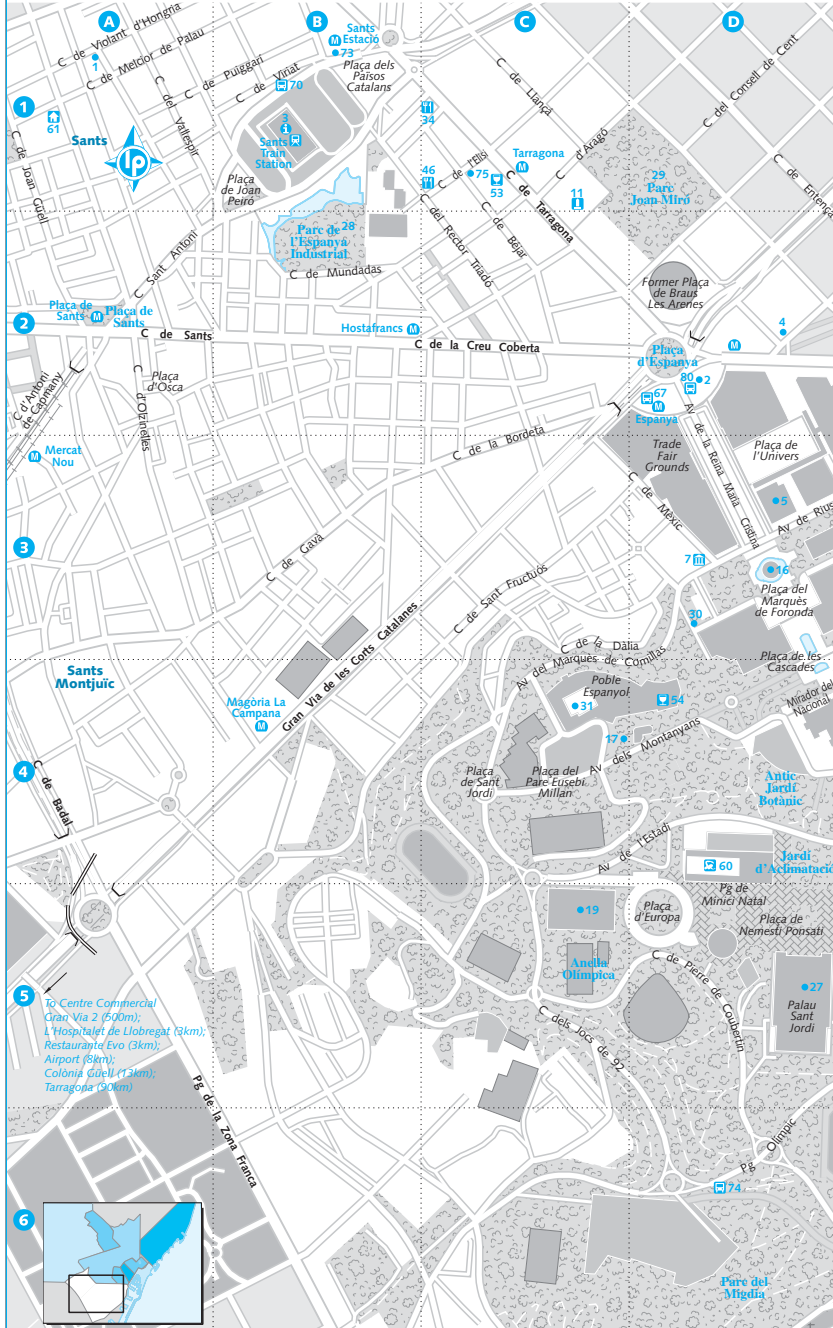 A
B
C
D
C de Violant d'Hongria
1
C de Melcior de Palau
C de Puiggarí
C de Viriat
Sants
Estació
M
73
Plaça dels
Països
Catalans
C de Llançà
C del Consell de Cent
1
61
C de Joan Güell
Sants
lp
C del Vallespir
70
3
Sants
Train
Station
Plaça
de Joan
Peiró
34
46
C de l'Elisi
75
53
Tarragona
M
C d'Aragó
C de Tarragona
11
29
Parc
Joan Miró
C de Entença
C Sant Antoni
Parc de 28
l'Espanya
Industrial
C de Mundadas
C del Rector Triadó
C de Béjar
Former Plaça
de Braus
Les Arenes
2
Plaça de
Sants
M
Plaça de
Sants
C de Sants
Hostafrancs M
C de la Creu Coberta
4
M
Plaça
d'Espanya
80
2
67
M
Espanya
C d'Antoni
de Capmany
Plaça
d'Osca
C d'Olzinelles
C de la Bordeta
Av de la Reina Maria Cristina
M
Mercat
Nou
Trade
Fair
Grounds
Plaça de
l'Univers
5
C de Mèxic
Av de Rius
3
C de Gavà
C de Sant Fructuós
7
16
Plaça del
Marquès
de Foronda
30
C de la Dàlia
Av del Marquès de Comillas
Plaça de les
Cascades
Sants
Montjuïc
Magòria La
Campana
M
Gran Via de les Corts Catalanes
Poble
Espanyol
31
54
Mirador del
Nacional
17
Av dels Montanyans
4
C de Badal
Plaça
de Sant
Jordi
Plaça del
Pare Eusebi
Millan
Antic
Jardí
Botànic
Av de l'Estadi
60
Jardí
d'Aclimatació
Pg de
Minici Natal
19
Plaça
d'Europa
Plaça de
Nemesti Ponsati
5
To Centre Commercial
Gran Via 2 (500m);
L'Hospitalet de Llobregat (3km);
Restaurante Evo (3km);
Airport (8km);
Colònia Güell (13km);
Tarragona (90km)
Anella
Olímpica
C de Pierre de Coubertin
27
Palau
Sant
Jordi
C dels Jocs de 92
Pg de la Zona Franca
Pg Olímpic
74
6
Parc del
Migdia